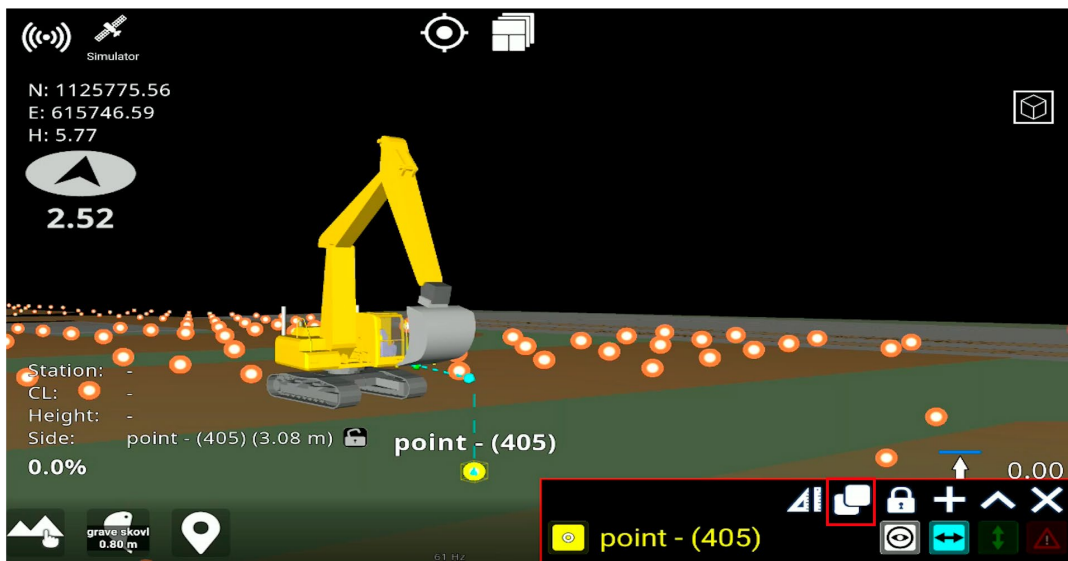 Simulator
N: 1125775.56
E: 615746.59
H: 5.77
2.52
Station: -
CL: -
Height: -
Side: point - (405) (3.08 m)
0.0%
point - (405)
0.00
grave skovl
0.80 m
61 Hz
point - (405)